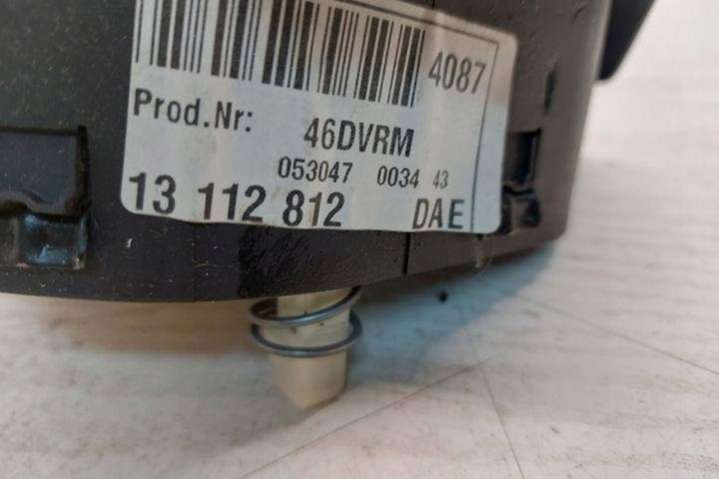 4087
Prod.Nr: 46DVRM
053047 0034 43
13 112 812 DAE